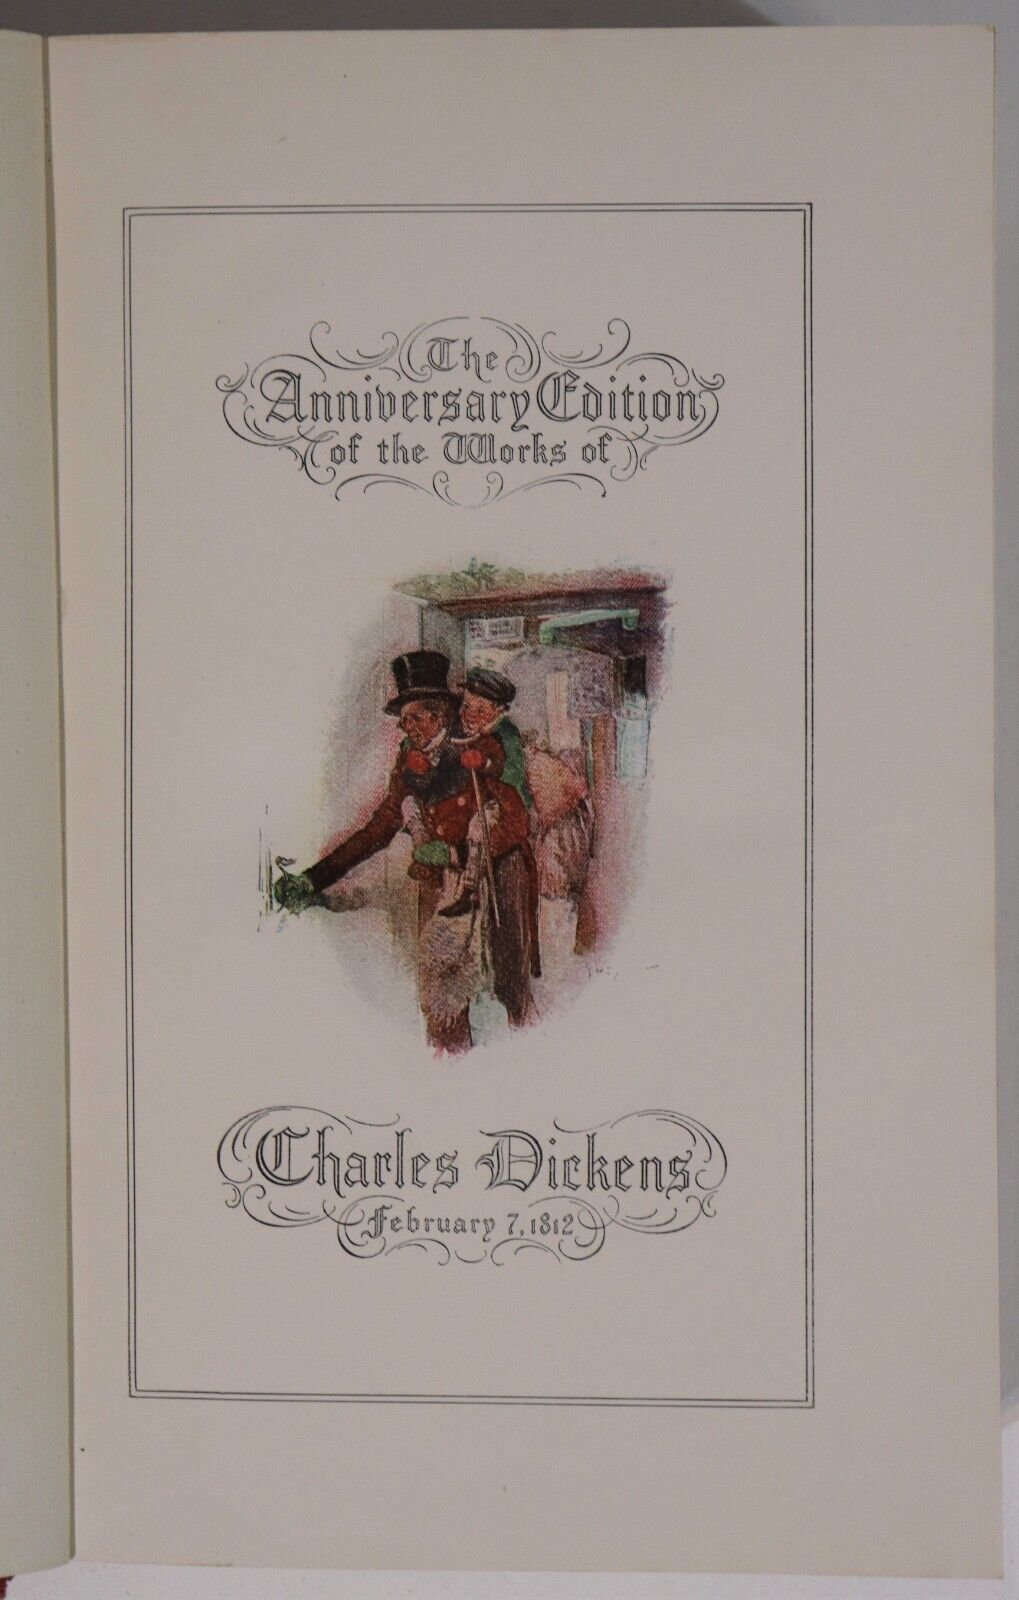 The
Anniversary Edition
of the Works of
Charles Dickens
February 7, 1812